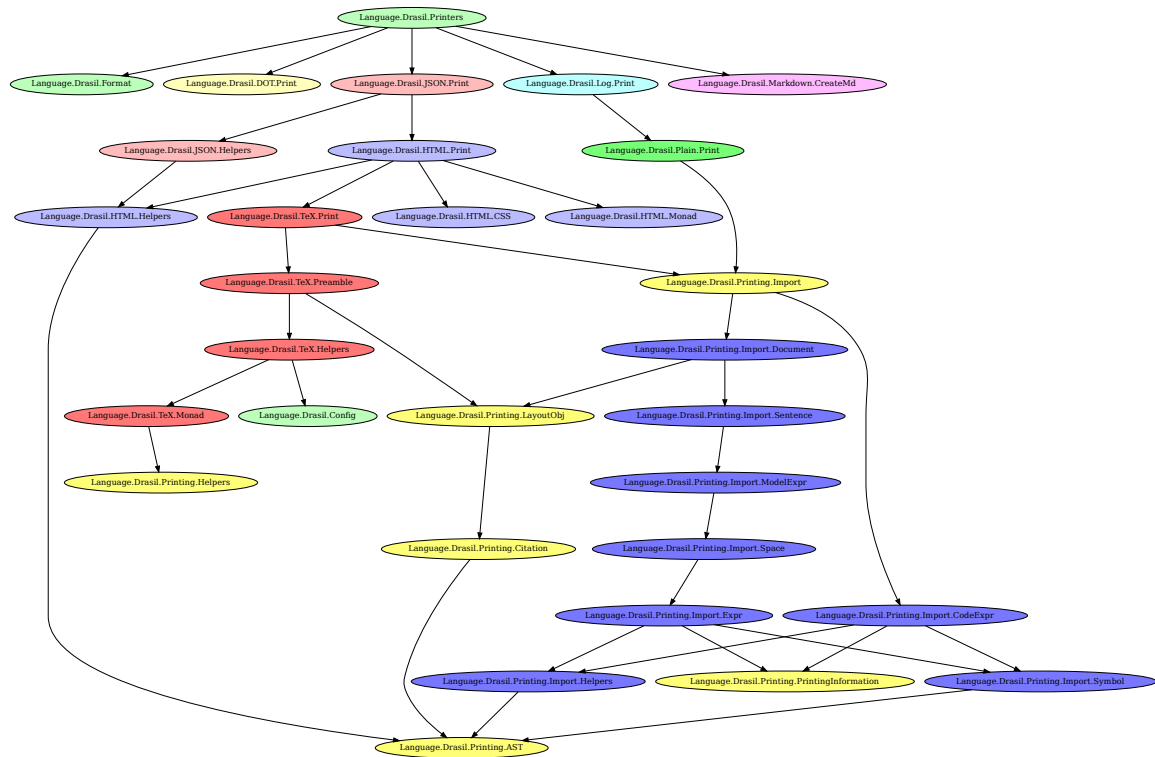 Language.Drasil.Printers
Language.Drasil.Format
Language.Drasil.DOT.Print
Language.Drasil.JSON.Print
Language.Drasil.Log.Print
Language.Drasil.Markdown.CreateMd
Language.Drasil.JSON.Helpers
Language.Drasil.HTML.Print
Language.Drasil.Plain.Print
Language.Drasil.HTML.Helpers
Language.Drasil.TeX.Print
Language.Drasil.HTML.CSS
Language.Drasil.HTML.Monad
Language.Drasil.TeX.Preamble
Language.Drasil.Printing.Import
Language.Drasil.TeX.Helpers
Language.Drasil.Printing.Import.Document
Language.Drasil.TeX.Monad
Language.Drasil.Config
Language.Drasil.Printing.LayoutObj
Language.Drasil.Printing.Import.Sentence
Language.Drasil.Printing.Helpers
Language.Drasil.Printing.Import.ModelExpr
Language.Drasil.Printing.Citation
Language.Drasil.Printing.Import.Space
Language.Drasil.Printing.Import.Expr
Language.Drasil.Printing.Import.CodeExpr
Language.Drasil.Printing.Import.Helpers
Language.Drasil.Printing.PrintingInformation
Language.Drasil.Printing.Import.Symbol
Language.Drasil.Printing.AST